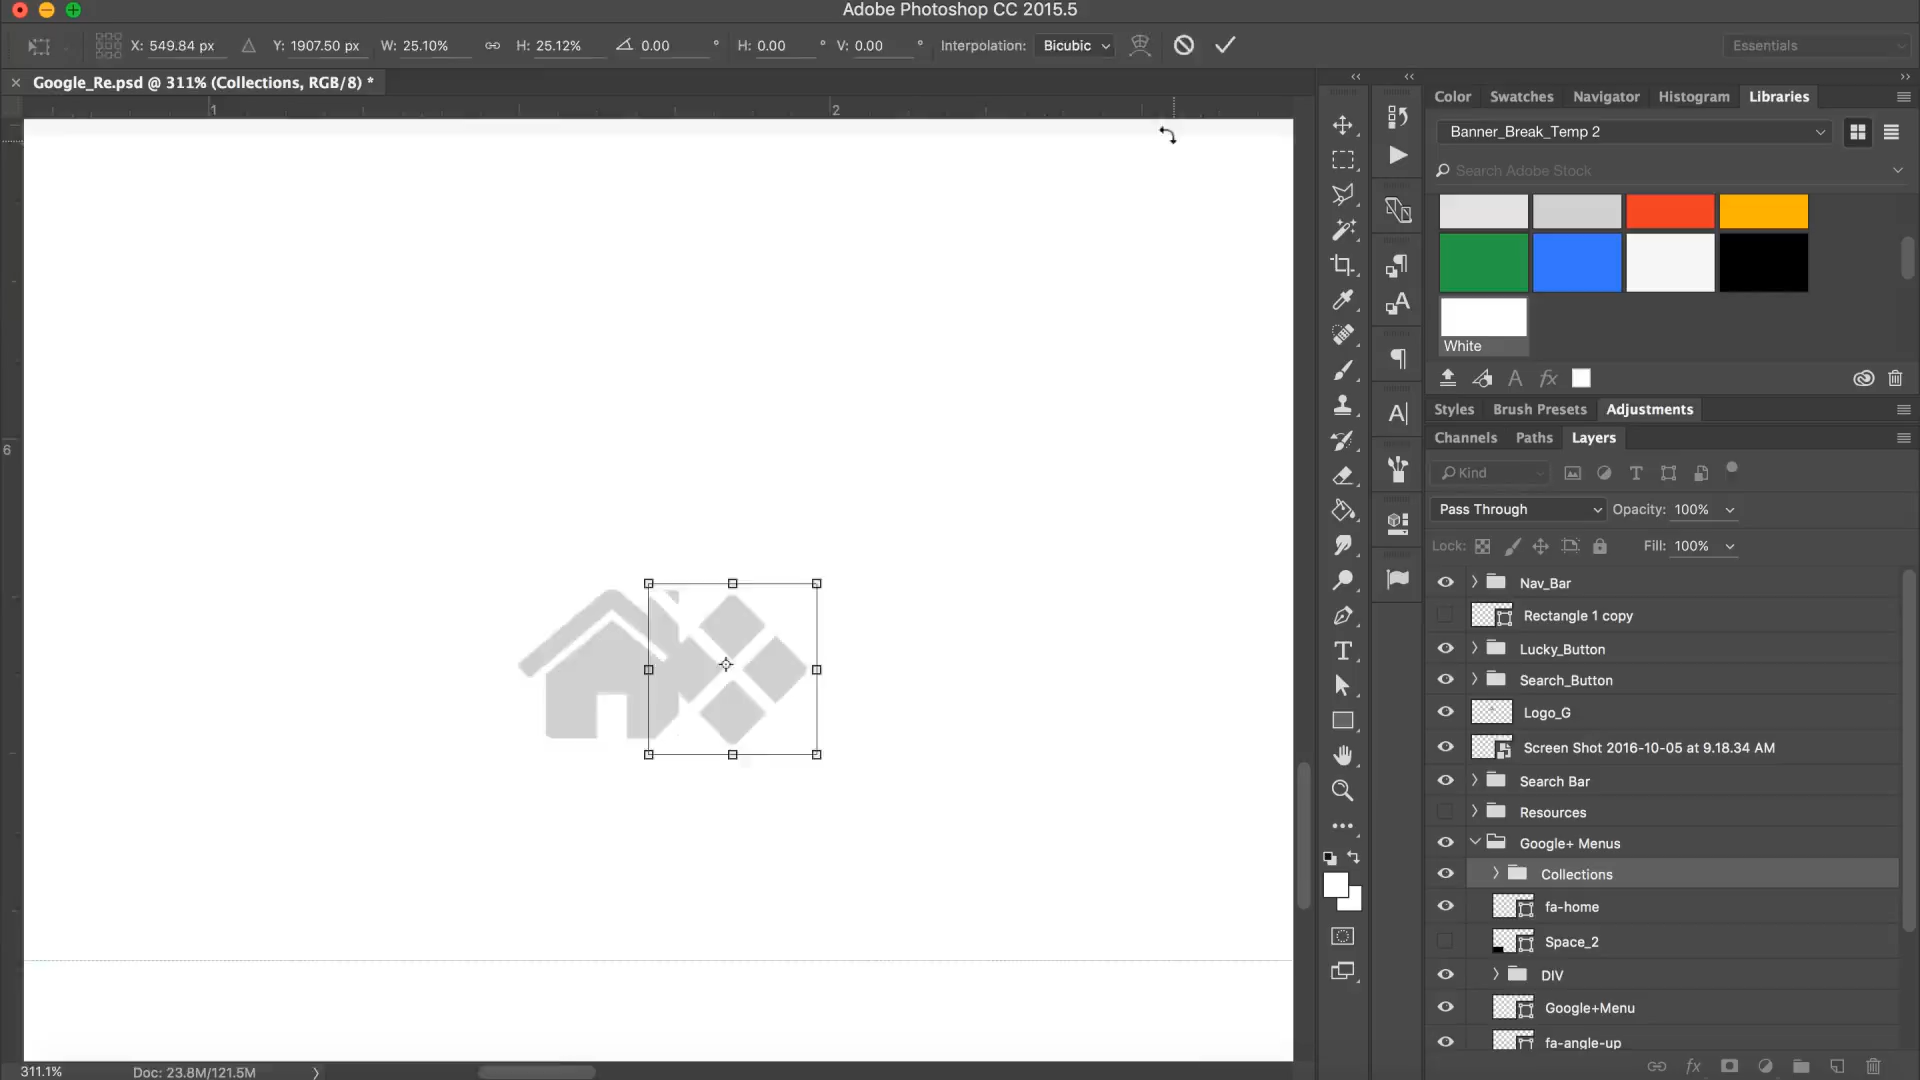 Adobe Photoshop CC 2015.5
X: 549.84 px Y: 1907.50 px W: 25.10% H: 25.12% 0.00 ° H: 0.00 ° V: 0.00 ° Interpolation: Bicubic Essentials
Google_Re.psd @ 311% (Collections, RGB/8) *
1 2
6
Color Swatches Navigator Histogram Libraries
Banner_Break_Temp 2
Search Adobe Stock
White
Styles Brush Presets Adjustments
Channels Paths Layers
Kind
Pass Through Opacity: 100%
Lock: Fill: 100%
Nav_Bar
Rectangle 1 copy
Lucky_Button
Search_Button
Logo_G
Screen Shot 2016-10-05 at 9.18.34 AM
Search Bar
Resources
Google+ Menus
Collections
fa-home
Space_2
DIV
Google+Menu
fa-angle-up
311.1% Doc: 23.8M/121.5M